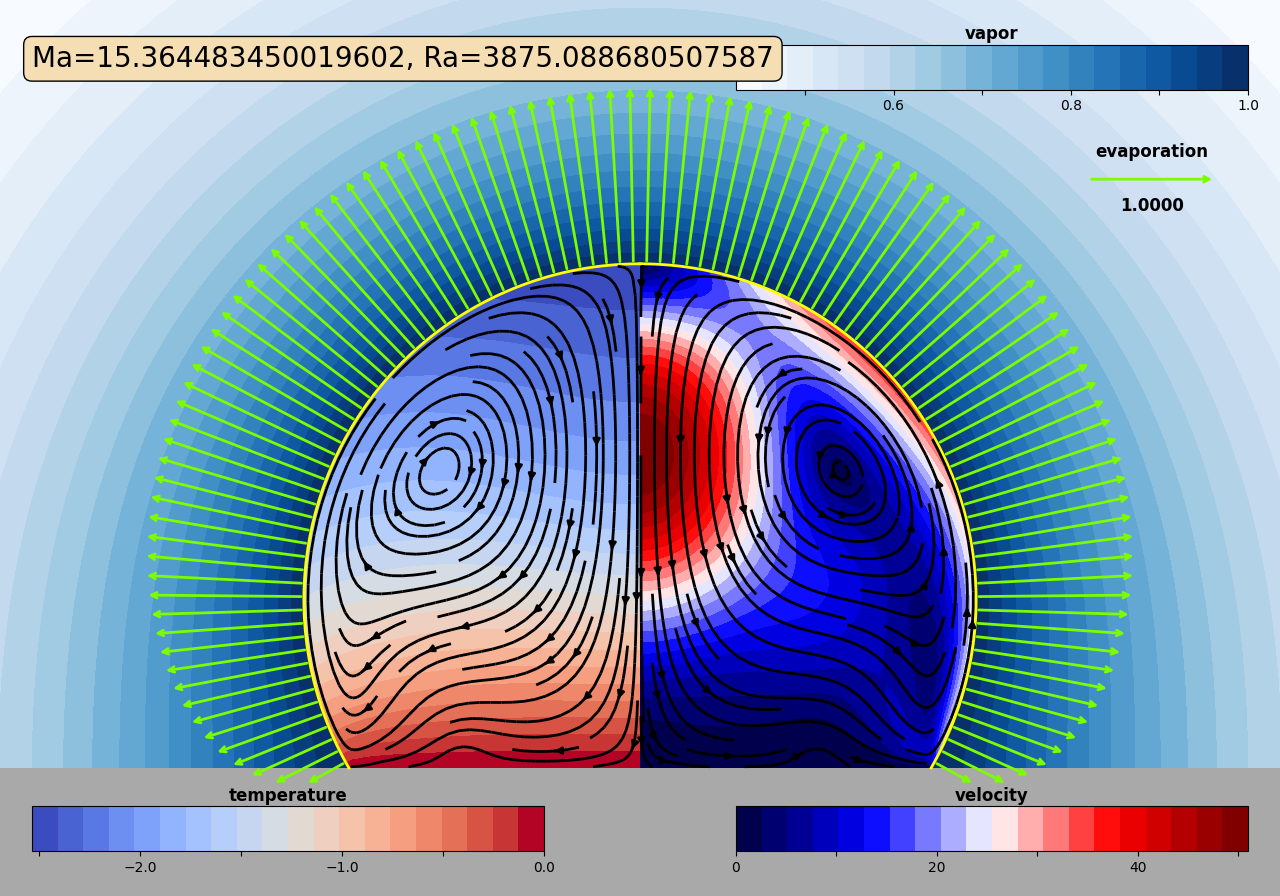 vapor
Ma=15.364483450019602, Ra=3875.088680507587
0.6 0.8 1.0
evaporation
1.0000
temperature
−2.0 −1.0 0.0
velocity
0 20 40